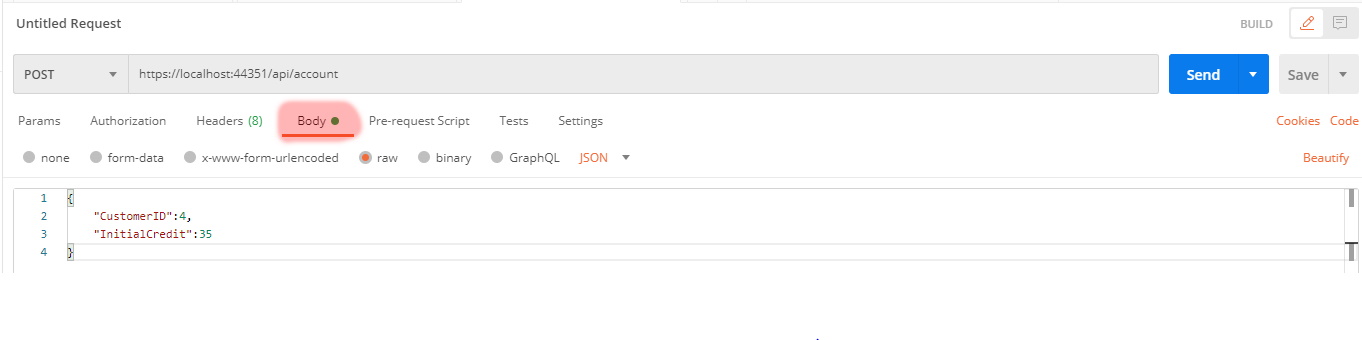 Untitled Request
BUILD
POST https://localhost:44351/api/account Send Save
Params Authorization Headers (8) Body Pre-request Script Tests Settings Cookies Code
none form-data x-www-form-urlencoded raw binary GraphQL JSON Beautify
1 {
2 "CustomerID":4,
3 "InitialCredit":35
4 }